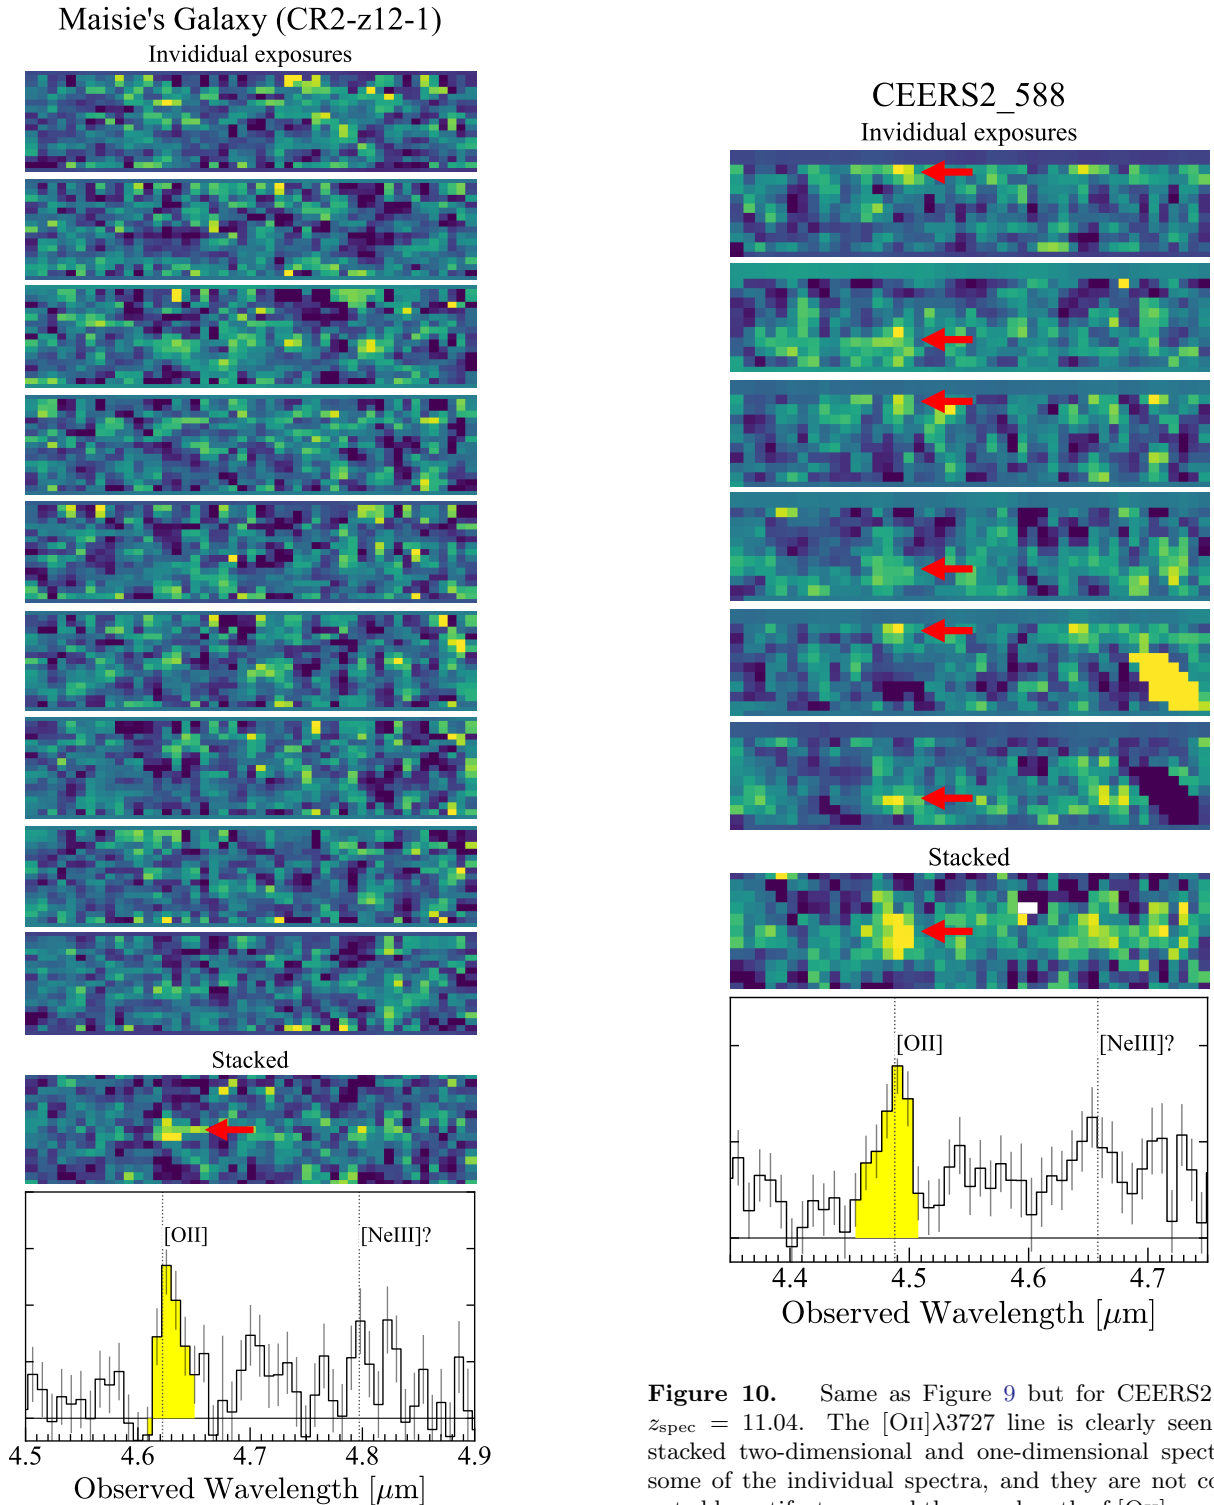 Maisie's Galaxy (CR2-z12-1)
Invididual exposures
Stacked
[OII]
[NeIII]?
4.5 4.6 4.7 4.8 4.9
Observed Wavelength [μm]
CEERS2_588
Invididual exposures
Stacked
[OII]
[NeIII]?
4.4 4.5 4.6 4.7
Observed Wavelength [μm]
Figure 10. Same as Figure 9 but for CEERS2
zspec = 11.04. The [OII]λ3727 line is clearly seen
stacked two-dimensional and one-dimensional
some of the individual spectra, and they are not